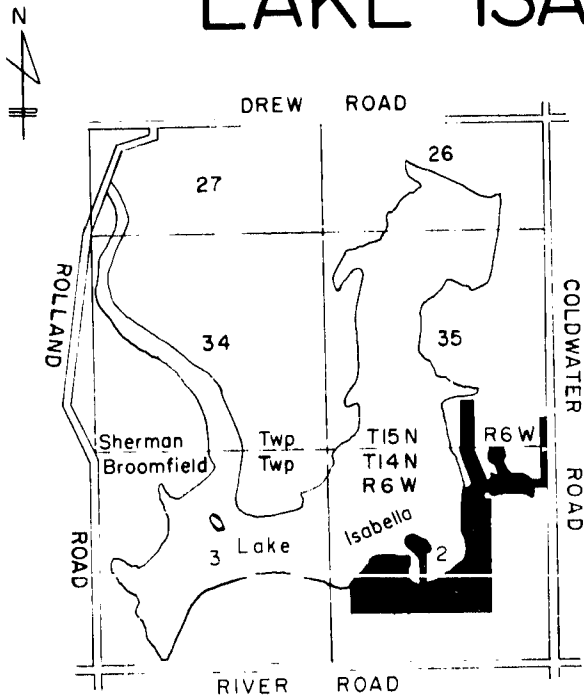 LAKE ISA
N
DREW ROAD
26
27
ROLLAND
COLDWATER
34
35
Sherman Twp T15N R6W
Broomfield Twp T14N
R6W
ROAD
Isabella
3 Lake 2
ROAD
RIVER ROAD